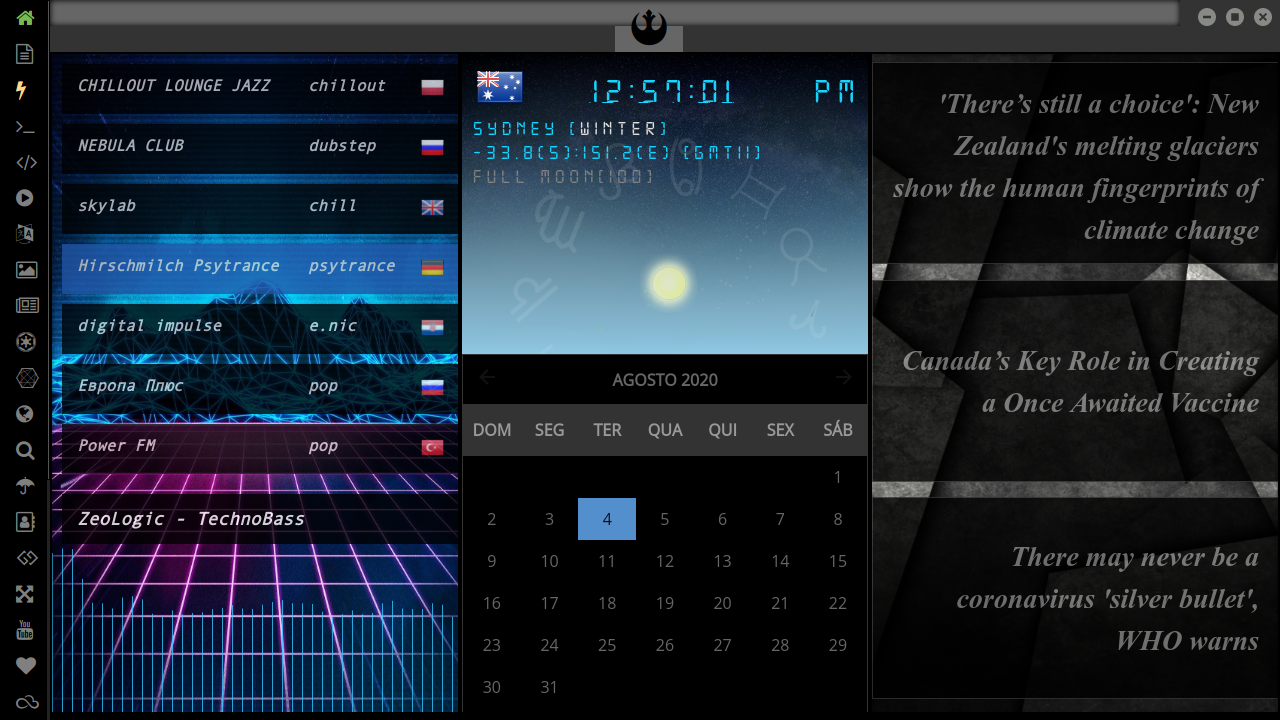 CHILLOUT LOUNGE JAZZ chillout
NEBULA CLUB dubstep
skylab chill
Hirschmilch Psytrance psytrance
digital impulse e.nic
Европа Плюс pop
Power FM pop
ZeoLogic - TechnoBass
12:57:01 PM
SYDNEY [WINTER]
-33.8(S):151.2(E) [GMT11]
FULL MOON[100]
AGOSTO 2020
DOM SEG TER QUA QUI SEX SÁB
1
2 3 4 5 6 7 8
9 10 11 12 13 14 15
16 17 18 19 20 21 22
23 24 25 26 27 28 29
30 31
'There’s still a choice': New
Zealand's melting glaciers
show the human fingerprints of
climate change
Canada’s Key Role in Creating
a Once Awaited Vaccine
There may never be a
coronavirus 'silver bullet',
WHO warns
You
Tube